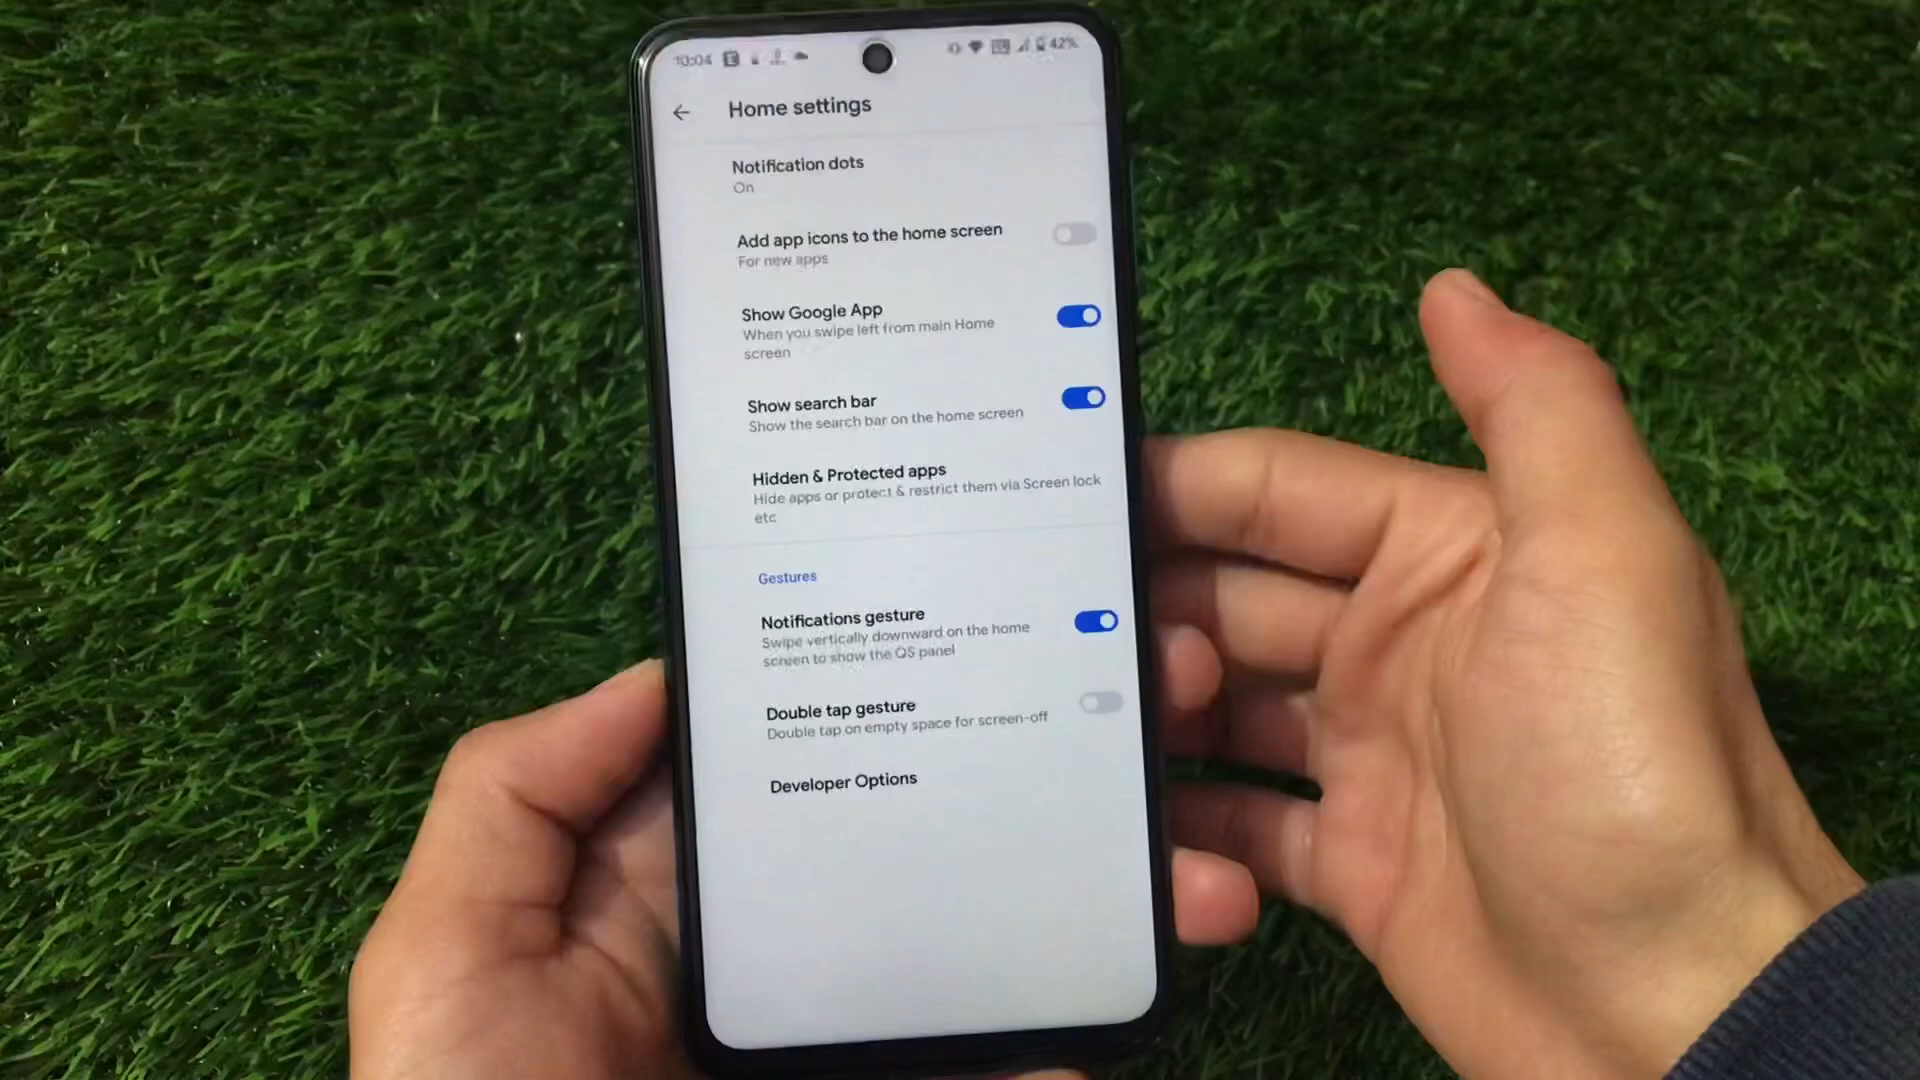 10:04
42%
Home settings
Notification dots
On
Add app icons to the home screen
For new apps
Show Google App
When you swipe left from main Home
screen
Show search bar
Show the search bar on the home screen
Hidden & Protected apps
Hide apps or protect & restrict them via Screen lock
etc
Gestures
Notifications gesture
Swipe vertically downward on the home
screen to show the QS panel
Double tap gesture
Double tap on empty space for screen-off
Developer Options